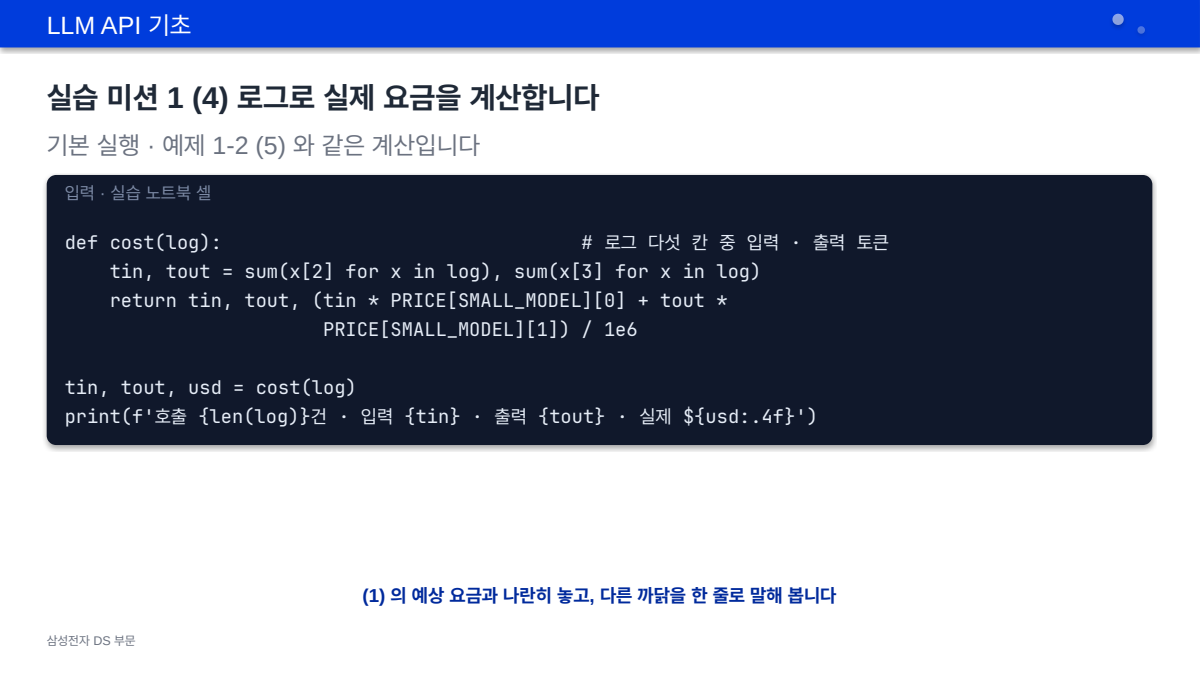 LLM API 기초
실습 미션 1 (4) 로그로 실제 요금을 계산합니다
기본 실행 · 예제 1-2 (5) 와 같은 계산입니다
입력 · 실습 노트북 셀
def cost(log):                                # 로그 다섯 칸 중 입력 · 출력 토큰
    tin, tout = sum(x[2] for x in log), sum(x[3] for x in log)
    return tin, tout, (tin * PRICE[SMALL_MODEL][0] + tout *
                       PRICE[SMALL_MODEL][1]) / 1e6
tin, tout, usd = cost(log)
print(f'호출 {len(log)}건 · 입력 {tin} · 출력 {tout} · 실제 ${usd:.4f}')
(1) 의 예상 요금과 나란히 놓고, 다른 까닭을 한 줄로 말해 봅니다
삼성전자 DS 부문